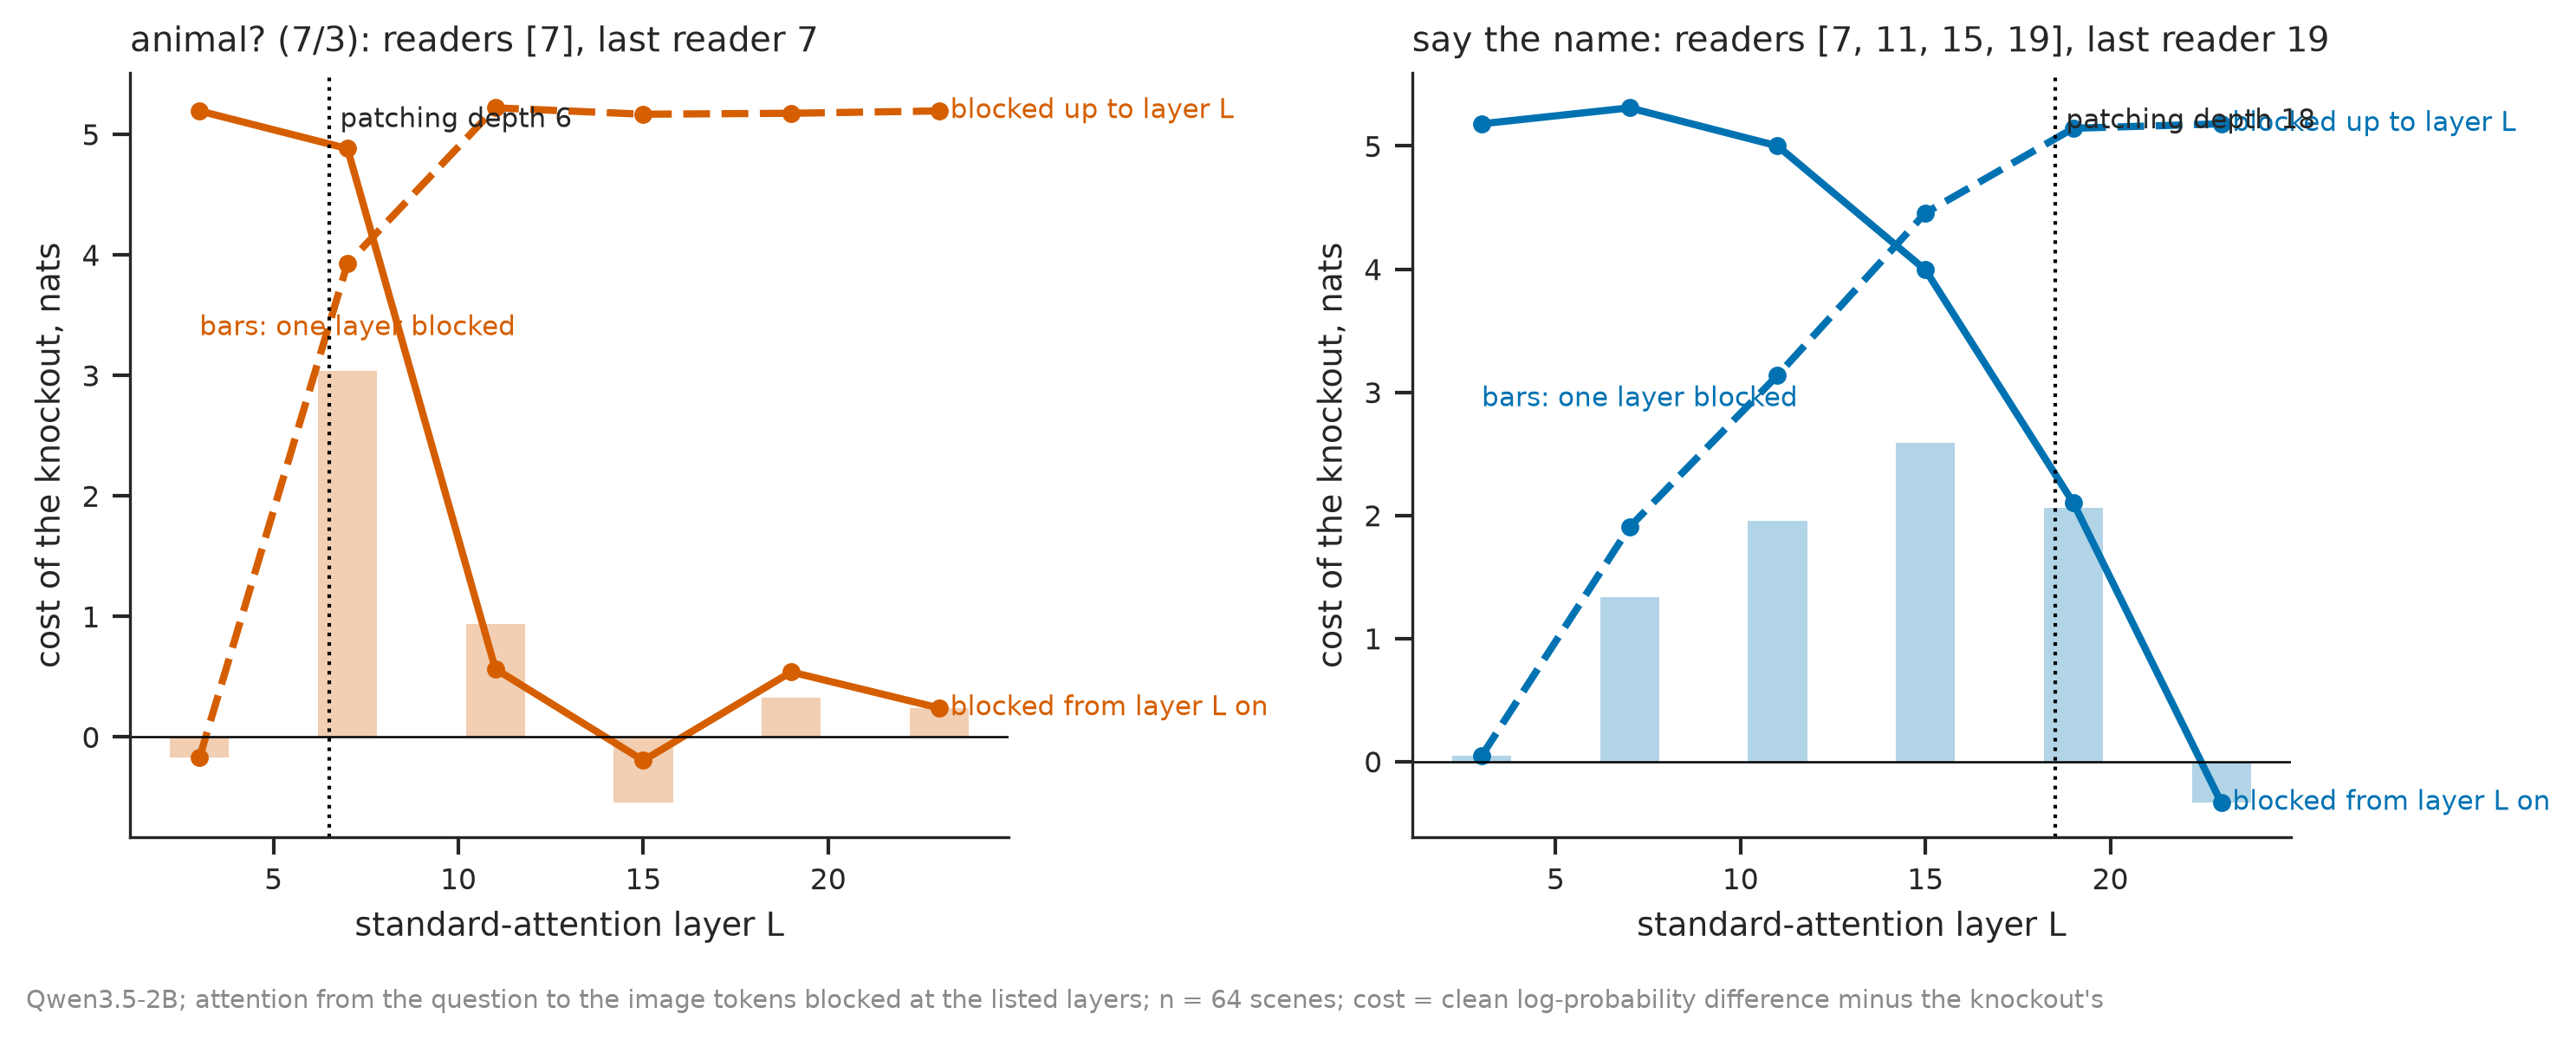 animal? (7/3): readers [7], last reader 7
say the name: readers [7, 11, 15, 19], last reader 19
patching depth 6
blocked up to layer L
patching depth 18
blocked up to layer L
5
4
3
2
1
0
cost of the knockout, nats
bars: one layer blocked
blocked from layer L on
5
4
3
2
1
0
cost of the knockout, nats
bars: one layer blocked
blocked from layer L on
5
10
15
20
standard-attention layer L
5
10
15
20
standard-attention layer L
Qwen3.5-2B; attention from the question to the image tokens blocked at the listed layers; n = 64 scenes; cost = clean log-probability difference minus the knockout's